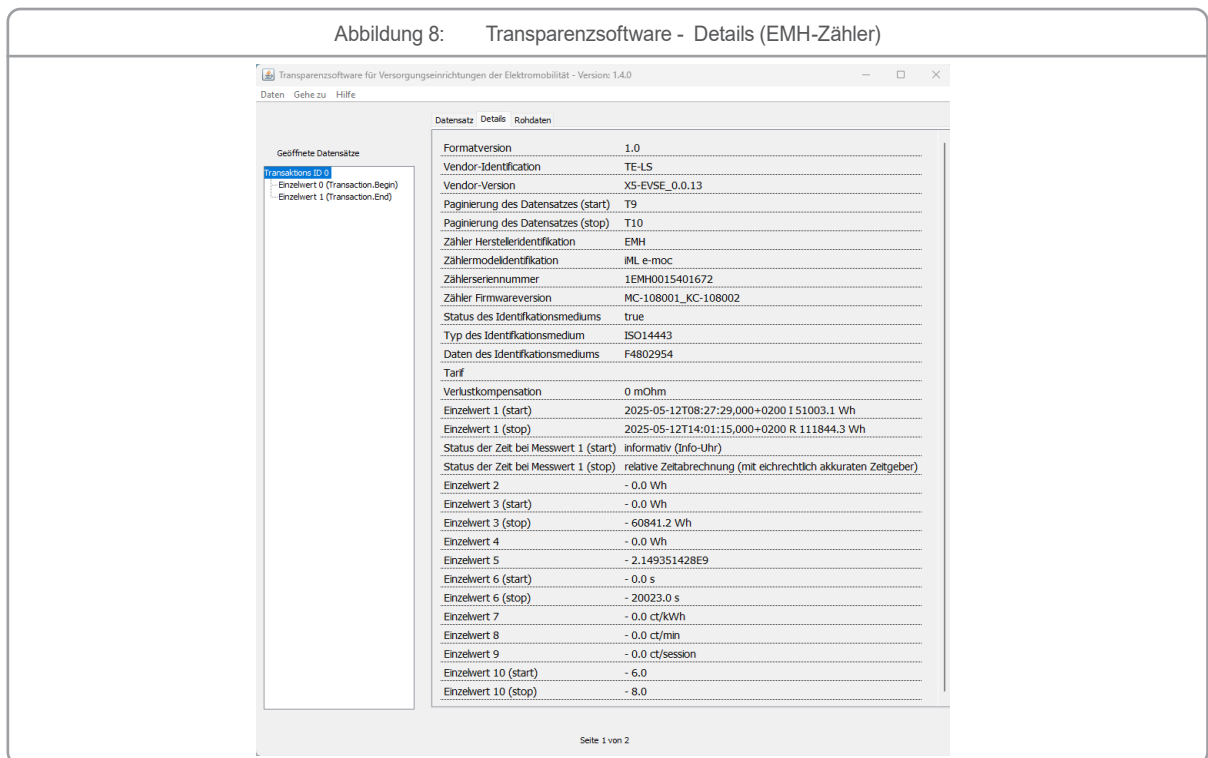 Abbildung 8: Transparenzsoftware - Details (EMH-Zähler)
Transparenzsoftware für Versorgungseinrichtungen der Elektromobilität - Version: 1.4.0
Daten Gehe zu Hilfe
Geöffnete Datensätze
Transaktions ID 0
Einzelwert 0 (Transaction.Begin)
Einzelwert 1 (Transaction.End)
Datensatz Details Rohdaten
Formatversion 1.0
Vendor-Identification TE-LS
Vendor-Version X5-EVSE_0.0.13
Paginierung des Datensatzes (start) T9
Paginierung des Datensatzes (stop) T10
Zähler Herstelleridentifikation EMH
Zählermodelidentifikation iML e-moc
Zählerseriennummer 1EMH0015401672
Zähler Firmwareversion MC-108001_KC-108002
Status des Identifkationsmediums true
Typ des Identifkationsmedium ISO14443
Daten des Identifkationsmediums F4802954
Tarif
Verlustkompensation 0 mOhm
Einzelwert 1 (start) 2025-05-12T08:27:29,000+0200 I 51003.1 Wh
Einzelwert 1 (stop) 2025-05-12T14:01:15,000+0200 R 111844.3 Wh
Status der Zeit bei Messwert 1 (start) informativ (Info-Uhr)
Status der Zeit bei Messwert 1 (stop) relative Zeitabrechnung (mit eichrechtlich akkuraten Zeitgeber)
Einzelwert 2 - 0.0 Wh
Einzelwert 3 (start) - 0.0 Wh
Einzelwert 3 (stop) - 60841.2 Wh
Einzelwert 4 - 0.0 Wh
Einzelwert 5 - 2.149351428E9
Einzelwert 6 (start) - 0.0 s
Einzelwert 6 (stop) - 20023.0 s
Einzelwert 7 - 0.0 ct/kWh
Einzelwert 8 - 0.0 ct/min
Einzelwert 9 - 0.0 ct/session
Einzelwert 10 (start) - 6.0
Einzelwert 10 (stop) - 8.0
Seite 1 von 2